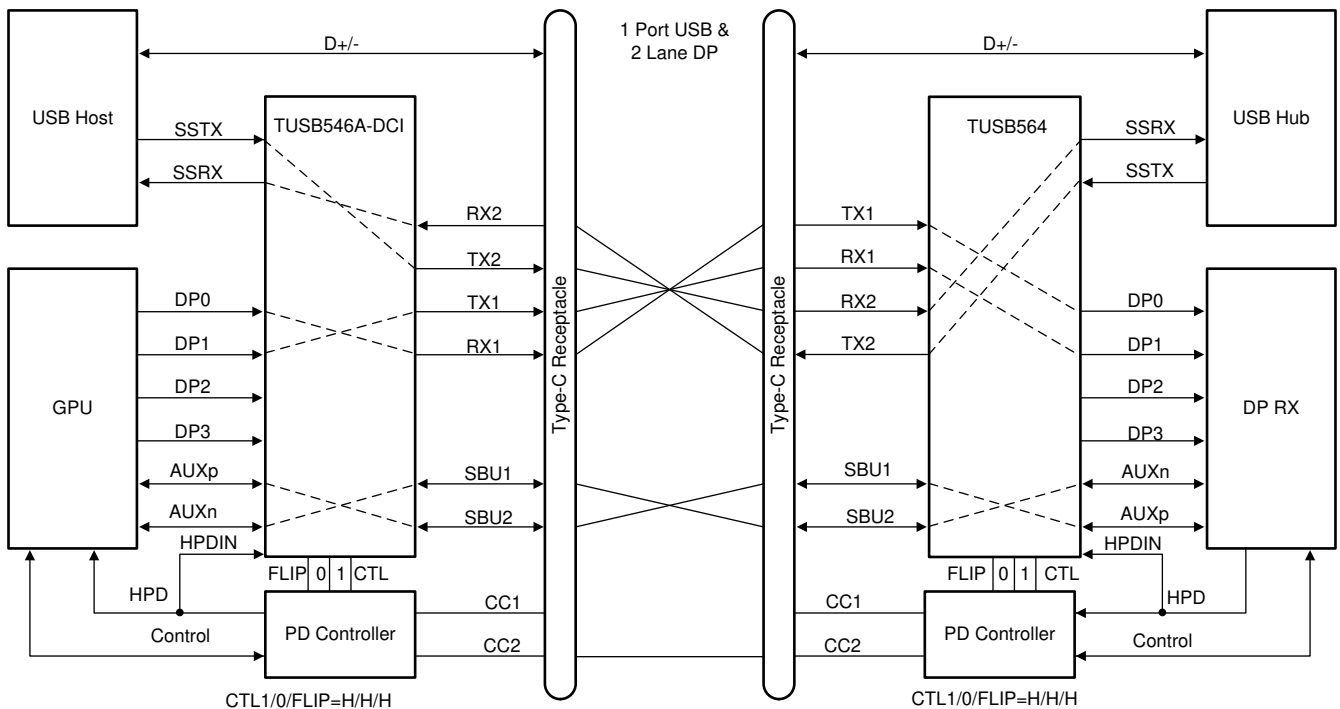 1 Port USB &
2 Lane DP
D+/-
D+/-
USB Host
TUSB546A-DCI
TUSB564
USB Hub
SSTX
SSRX
SSRX
SSTX
RX2
TX2
TX1
RX1
TX1
RX1
RX2
TX2
Type-C Receptacle
Type-C Receptacle
GPU
DP0
DP1
DP2
DP3
AUXp
AUXn
HPDIN
SBU1
SBU2
SBU1
SBU2
DP0
DP1
DP2
DP3
AUXn
AUXp
HPDIN
DP RX
FLIP 0 1 CTL
FLIP 0 1 CTL
HPD
Control
PD Controller
CC1
CC2
CC1
CC2
PD Controller
HPD
Control
CTL1/0/FLIP=H/H/H
CTL1/0/FLIP=H/H/H